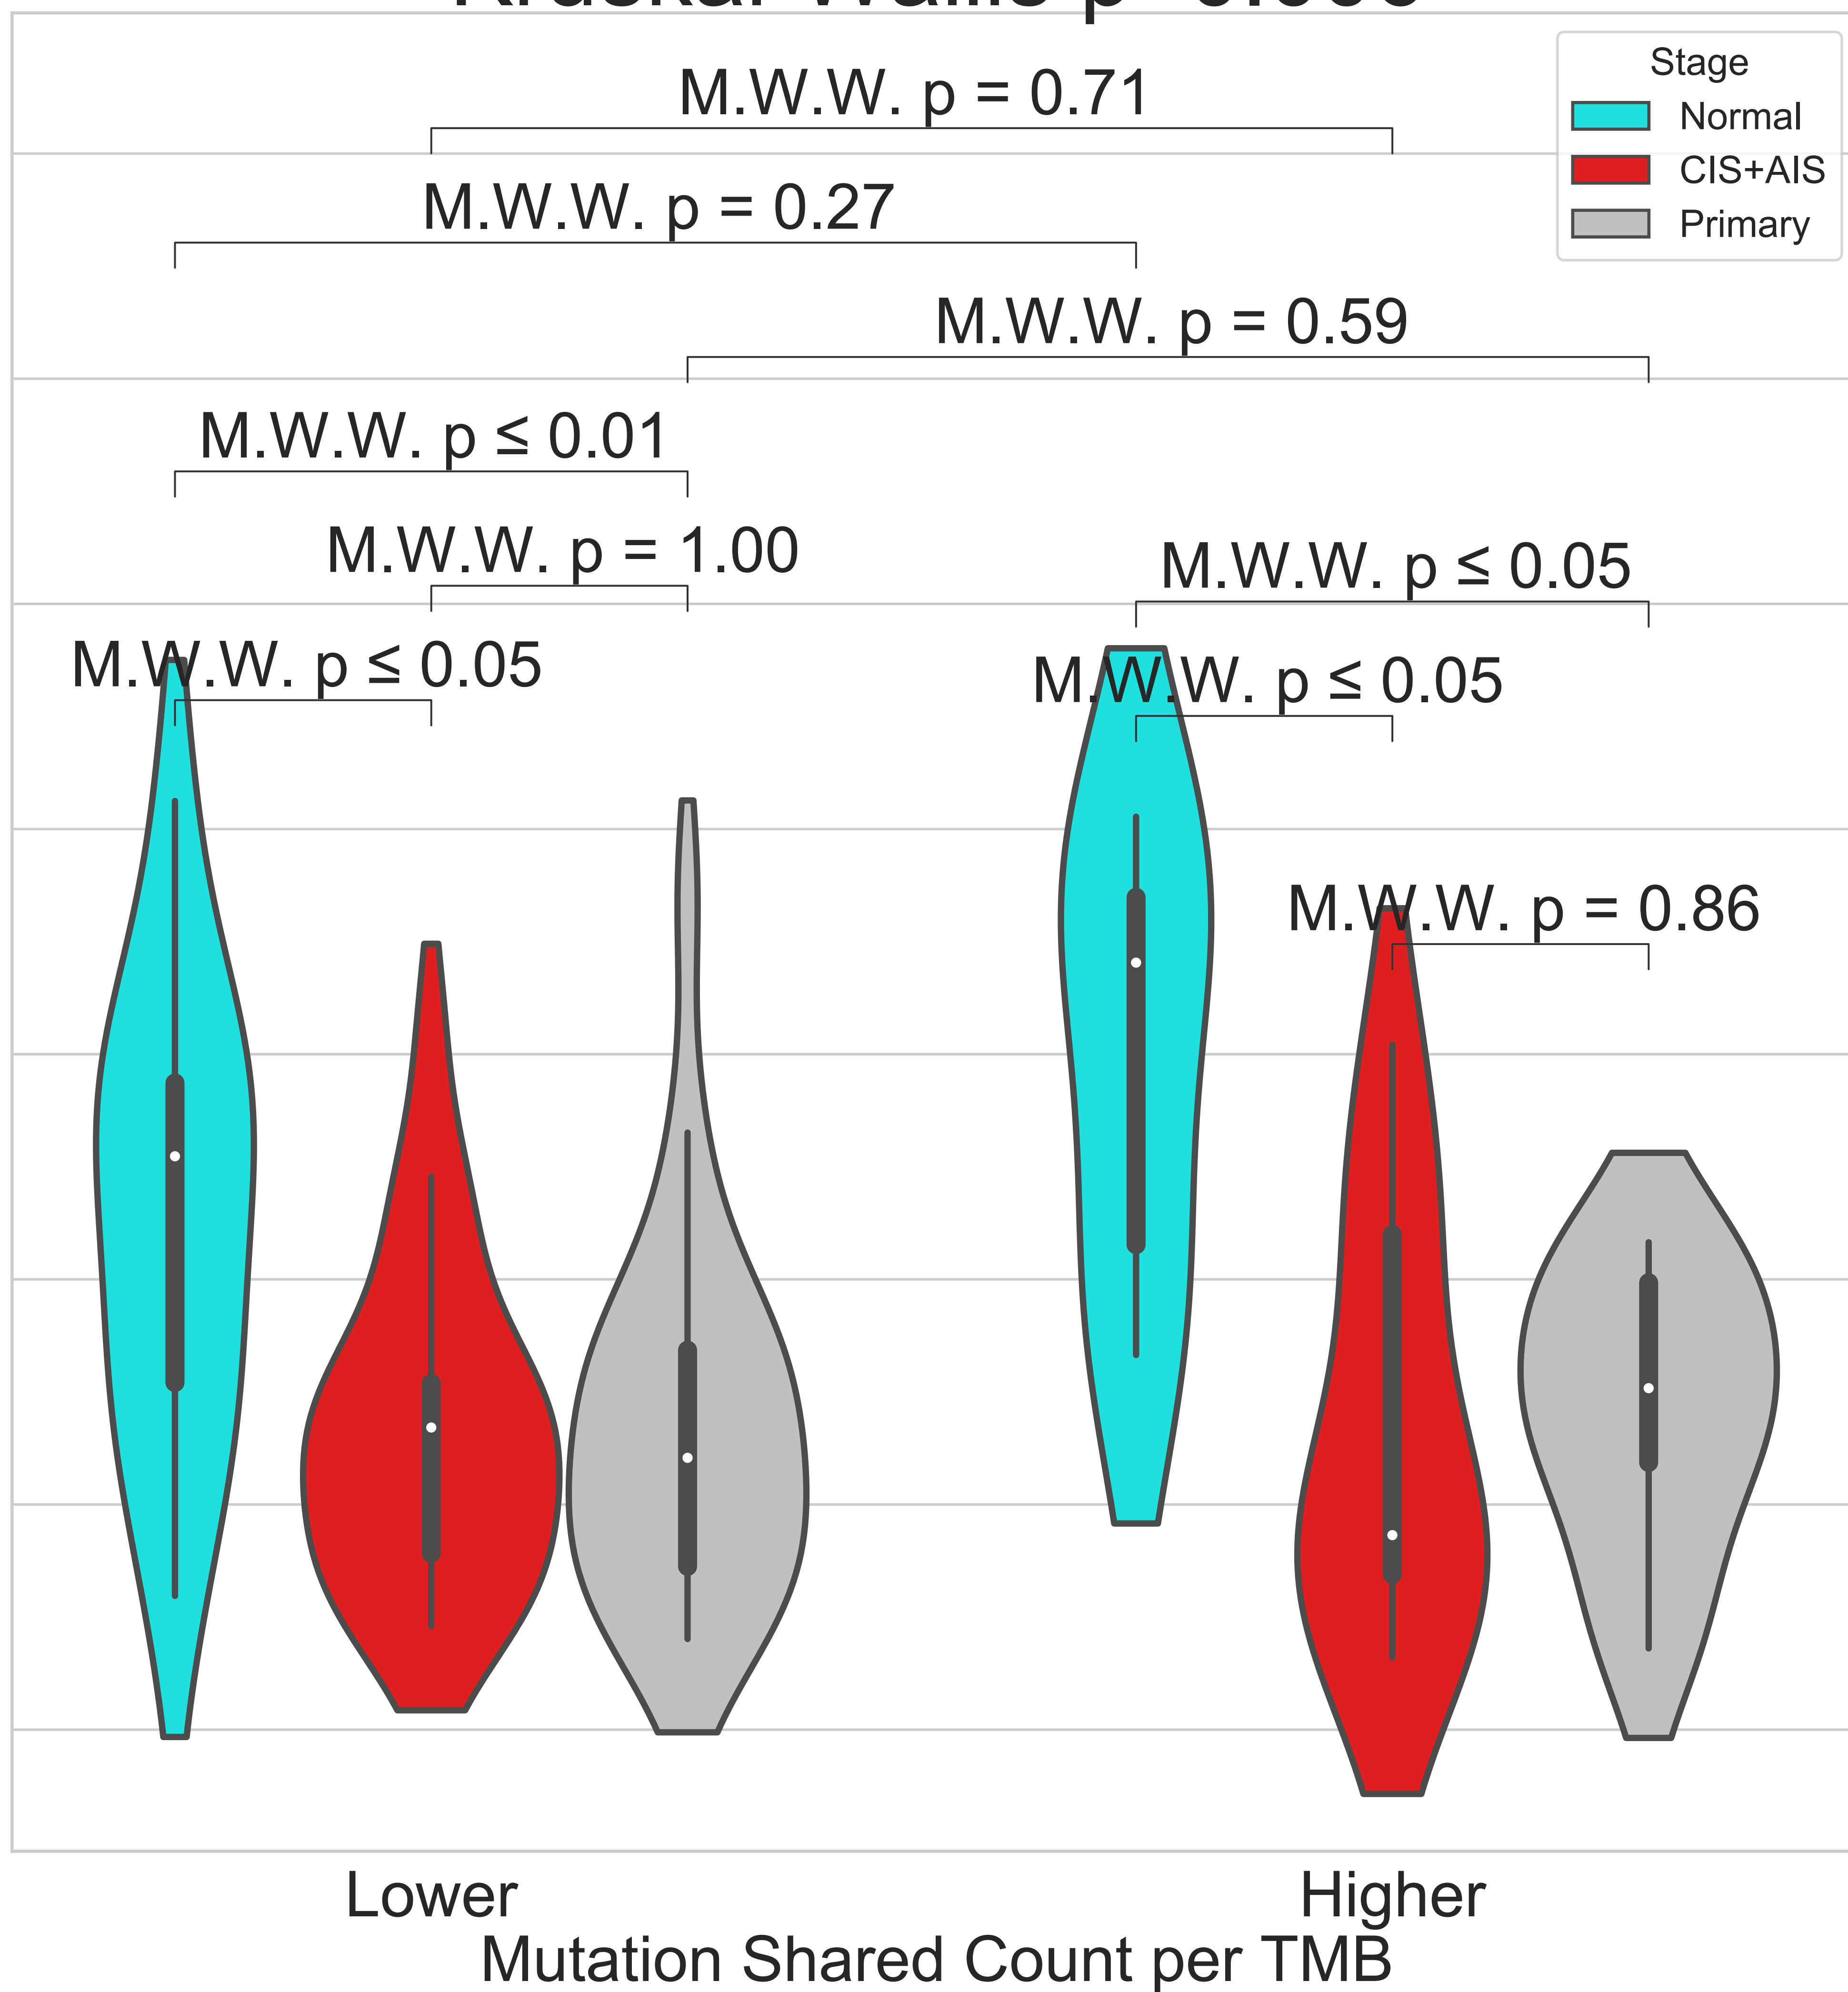 M.W.W. p = 0.71
Stage
Normal
CIS+AIS
Primary
M.W.W. p = 0.27
M.W.W. p = 0.59
M.W.W. p ≤ 0.01
M.W.W. p = 1.00
M.W.W. p ≤ 0.05
M.W.W. p ≤ 0.05
M.W.W. p ≤ 0.05
M.W.W. p = 0.86
Lower
Higher
Mutation Shared Count per TMB